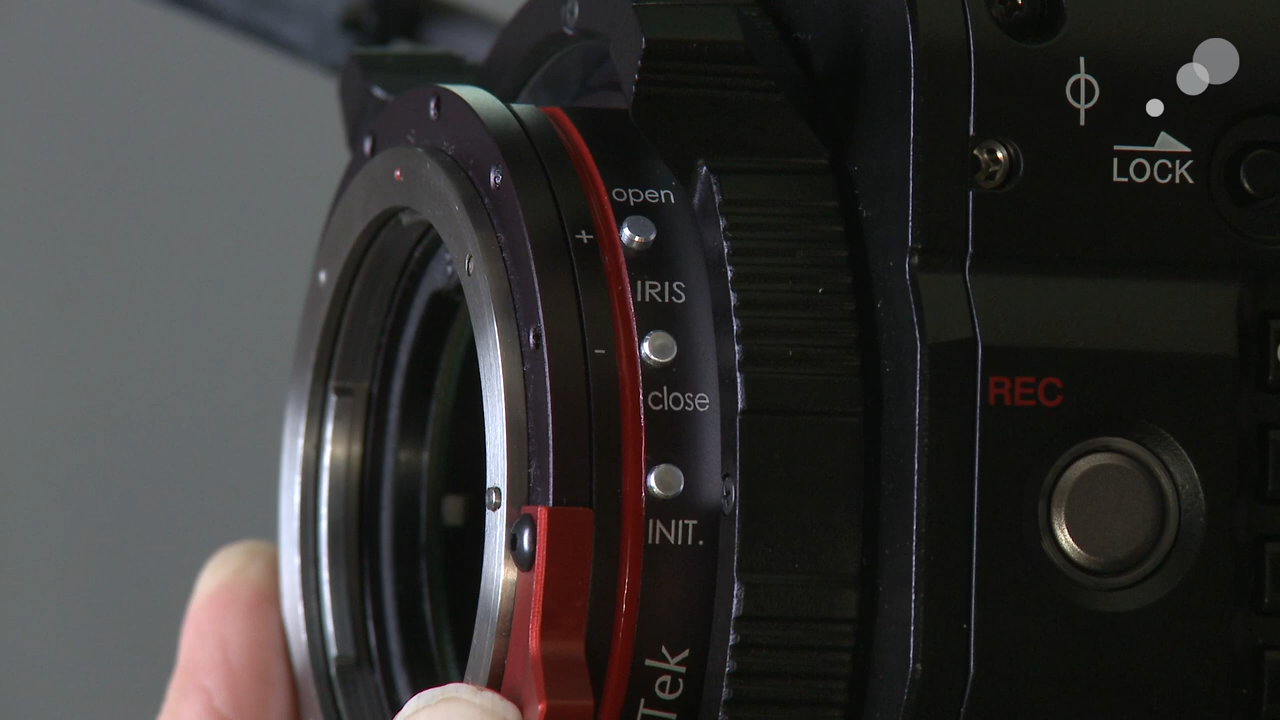 open
+
IRIS
-
close
INIT.
Tek
LOCK
REC